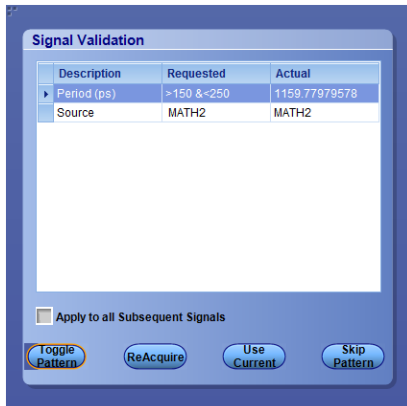 Signal Validation
Description Requested Actual
Period (ps) >150 &<250 1159.77979578
Source MATH2 MATH2
Apply to all Subsequent Signals
Toggle Pattern
ReAcquire
Use Current
Skip Pattern